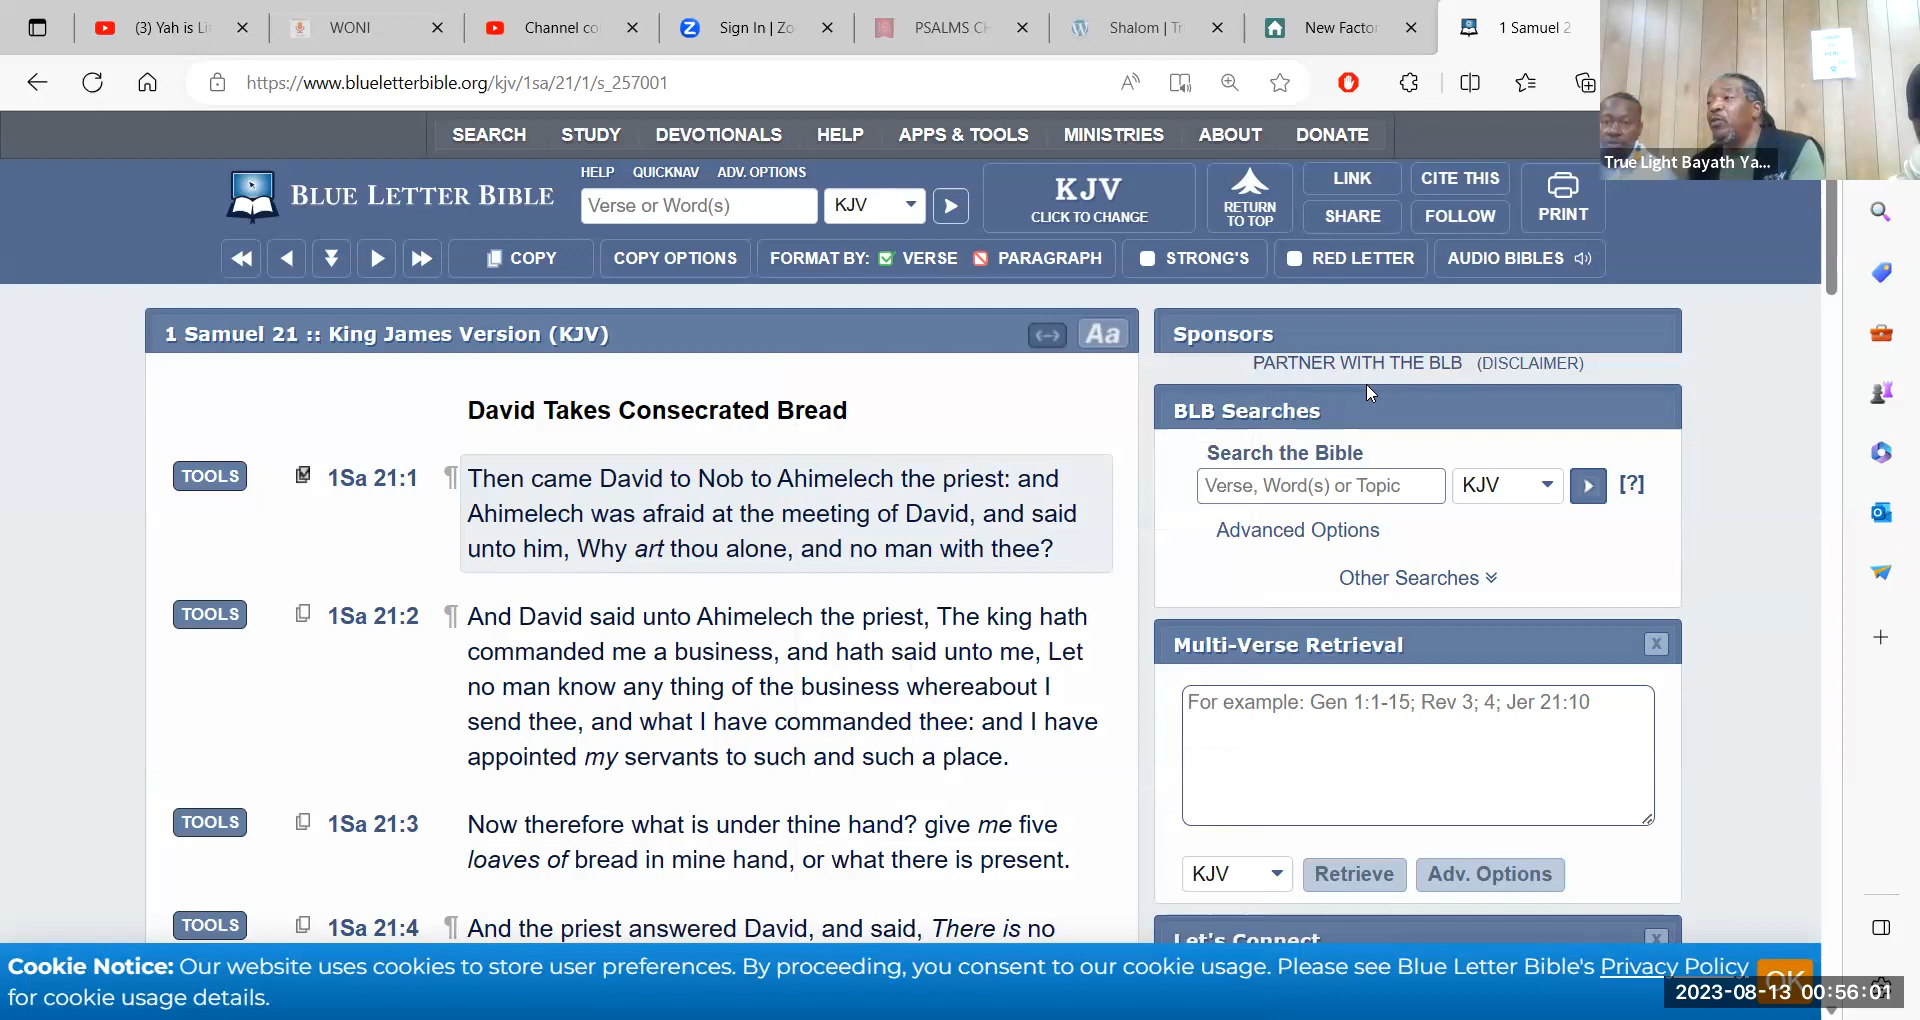 (3) Yah is Li
WONI
Channel co
Sign In | Zo
PSALMS CH
Shalom | Tr
New Factor
1 Samuel 2
https://www.blueletterbible.org/kjv/1sa/21/1/s_257001
True Light Bayath Ya...
SEARCH STUDY DEVOTIONALS HELP APPS & TOOLS MINISTRIES ABOUT DONATE
BLUE LETTER BIBLE
HELP QUICKNAV ADV. OPTIONS
Verse or Word(s) KJV
KJV
CLICK TO CHANGE
RETURN
TO TOP
LINK CITE THIS
SHARE FOLLOW
PRINT
COPY COPY OPTIONS FORMAT BY: VERSE PARAGRAPH STRONG'S RED LETTER AUDIO BIBLES
1 Samuel 21 :: King James Version (KJV)
Aa
David Takes Consecrated Bread
TOOLS 1Sa 21:1 ¶ Then came David to Nob to Ahimelech the priest: and
Ahimelech was afraid at the meeting of David, and said
unto him, Why art thou alone, and no man with thee?
TOOLS 1Sa 21:2 ¶ And David said unto Ahimelech the priest, The king hath
commanded me a business, and hath said unto me, Let
no man know any thing of the business whereabout I
send thee, and what I have commanded thee: and I have
appointed my servants to such and such a place.
TOOLS 1Sa 21:3 Now therefore what is under thine hand? give me five
loaves of bread in mine hand, or what there is present.
TOOLS 1Sa 21:4 ¶ And the priest answered David, and said, There is no
Sponsors
PARTNER WITH THE BLB (DISCLAIMER)
BLB Searches
Search the Bible
Verse, Word(s) or Topic KJV [?]
Advanced Options
Other Searches
Multi-Verse Retrieval X
For example: Gen 1:1-15; Rev 3; 4; Jer 21:10
KJV Retrieve Adv. Options
Let's Connect X
Cookie Notice: Our website uses cookies to store user preferences. By proceeding, you consent to our cookie usage. Please see Blue Letter Bible's Privacy Policy
for cookie usage details.
OK
2023-08-13 00:56:01